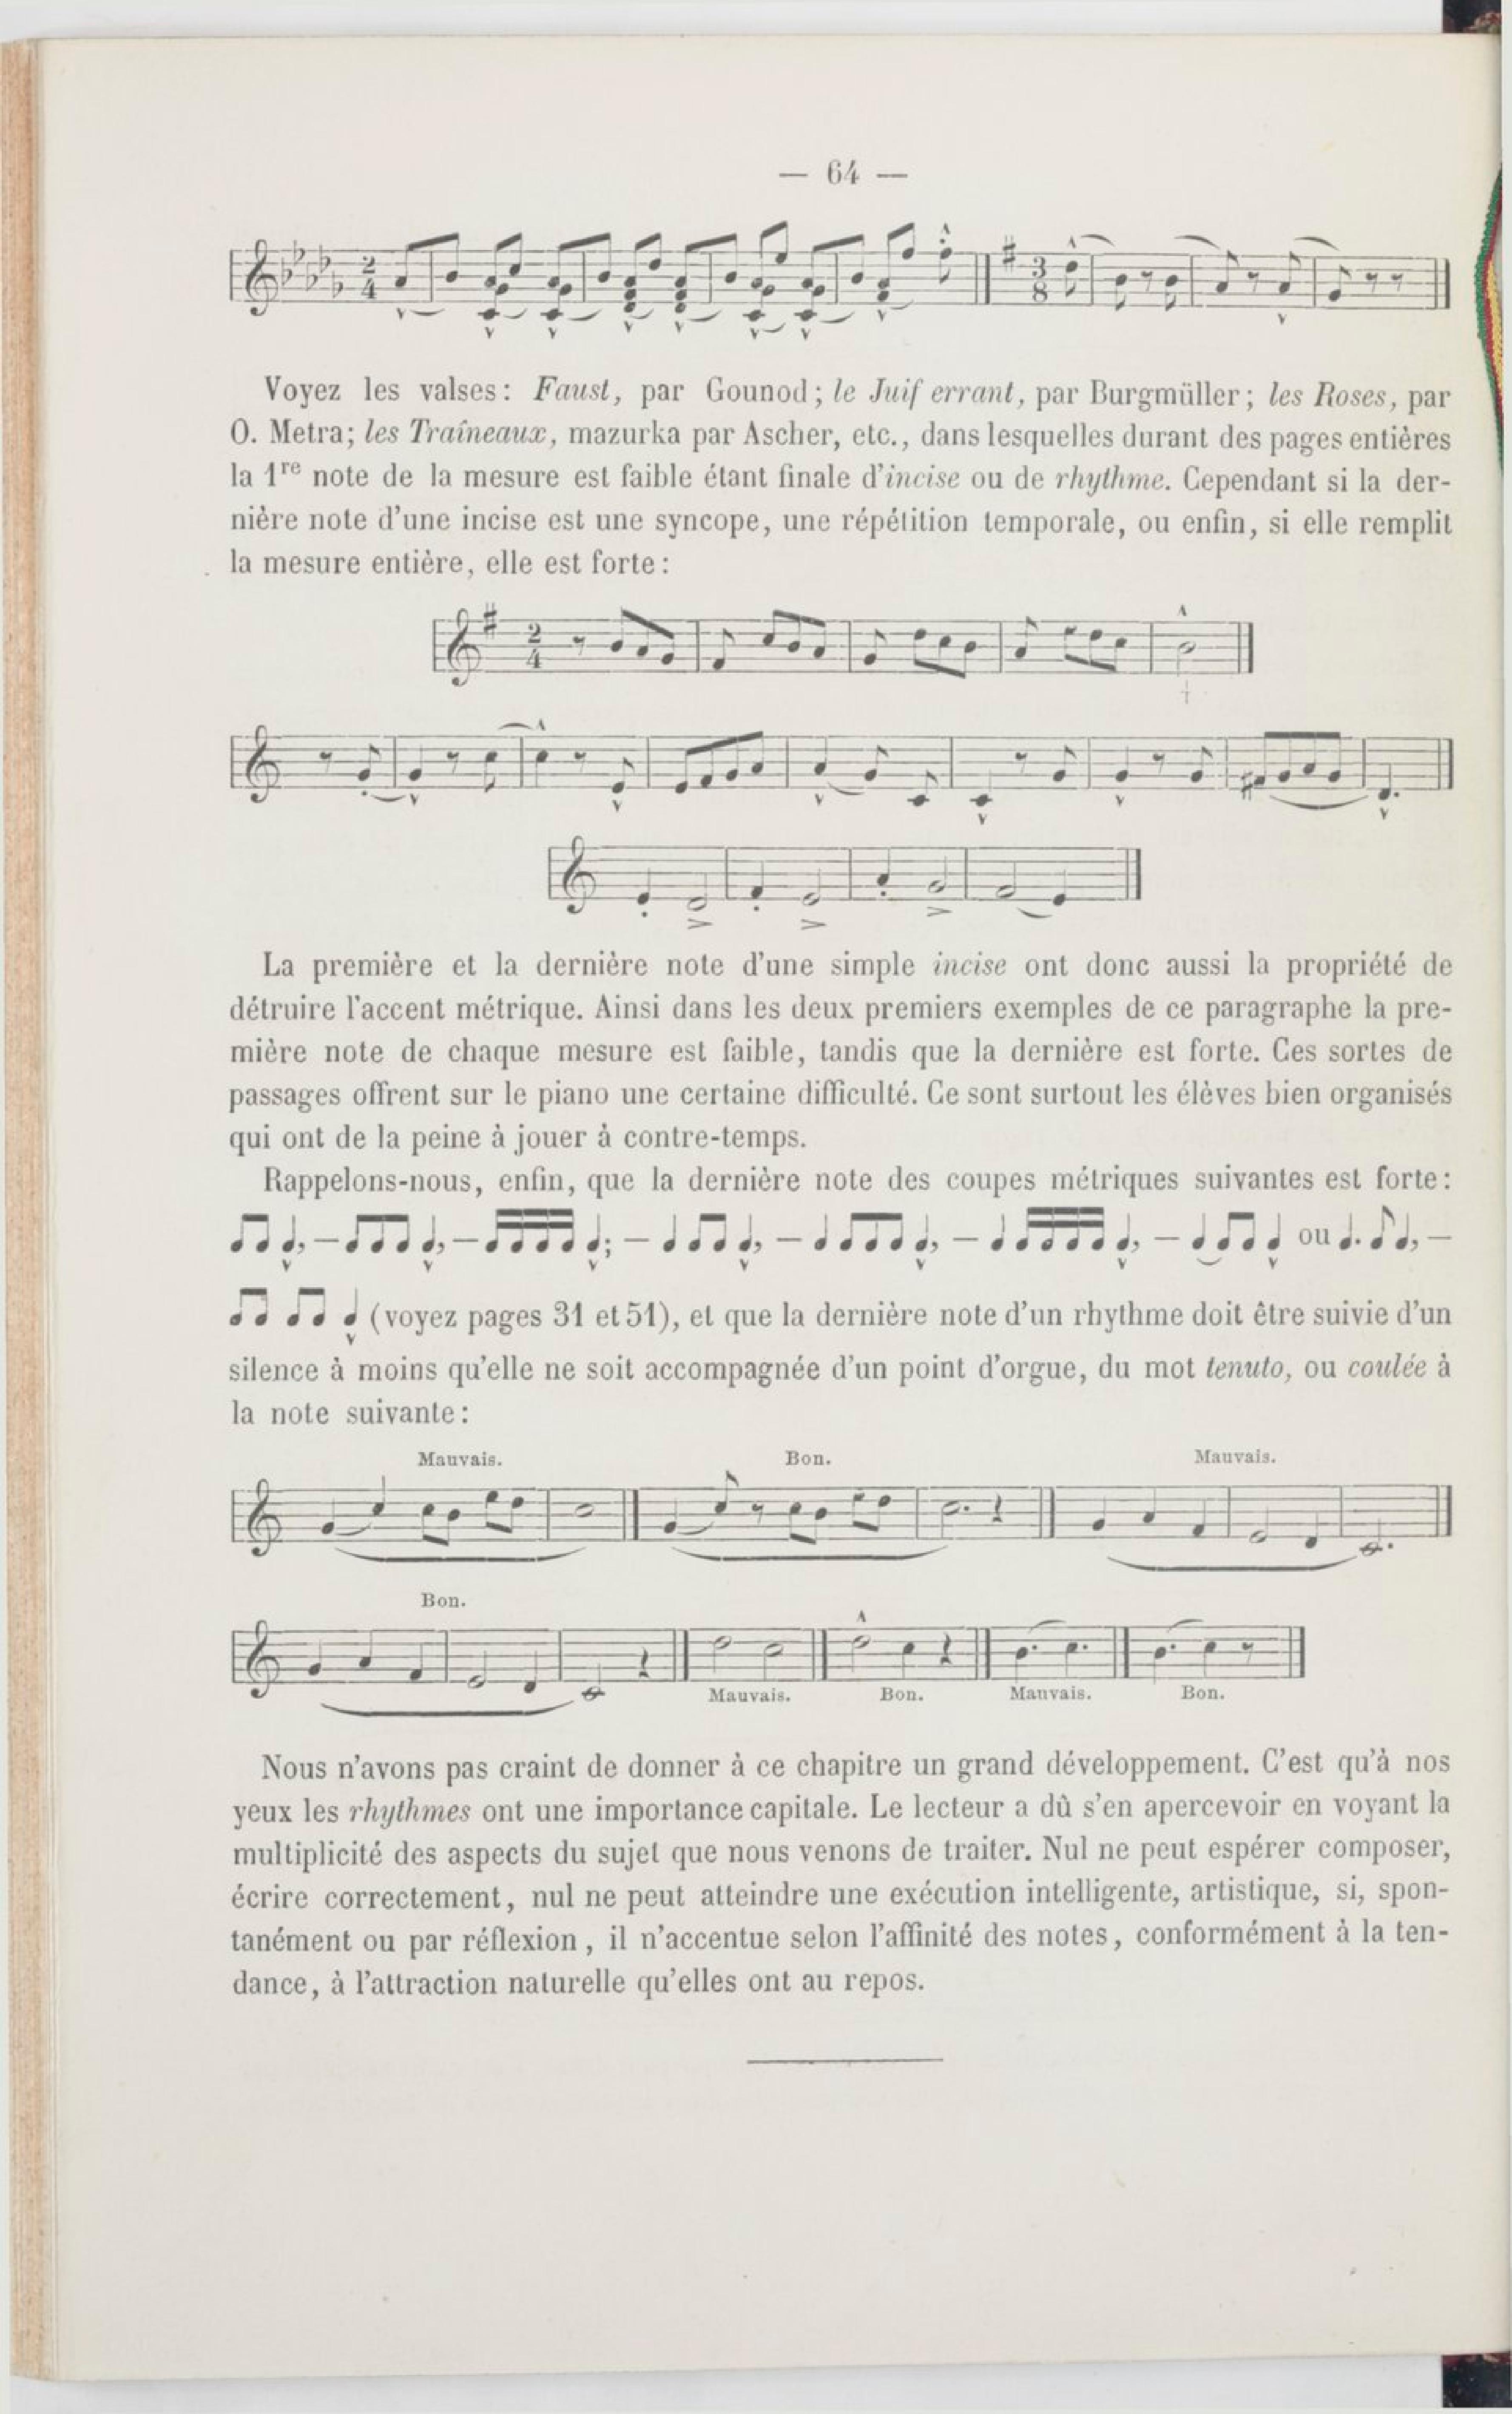 — 64 —
Voyez les valses: Faust, par Gounod; le Juif errant, par Burgmüller; les Roses, par
O. Metra; les Traîneaux, mazurka par Ascher, etc., dans lesquelles durant des pages entières
la 1re note de la mesure est faible étant finale d'incise ou de rhythme. Cependant si la der-
nière note d'une incise est une syncope, une répétition temporale, ou enfin, si elle remplit
la mesure entière, elle est forte:
La première et la dernière note d'une simple incise ont donc aussi la propriété de
détruire l'accent métrique. Ainsi dans les deux premiers exemples de ce paragraphe la pre-
mière note de chaque mesure est faible, tandis que la dernière est forte. Ces sortes de
passages offrent sur le piano une certaine difficulté. Ce sont surtout les élèves bien organisés
qui ont de la peine à jouer à contre-temps.
Rappelons-nous, enfin, que la dernière note des coupes métriques suivantes est forte:
ou
(voyez pages 31 et 51), et que la dernière note d'un rhythme doit être suivie d'un
silence à moins qu'elle ne soit accompagnée d'un point d'orgue, du mot tenuto, ou coulée à
la note suivante:
Mauvais. Bon. Mauvais.
Bon.
Mauvais. Bon. Mauvais. Bon.
Nous n'avons pas craint de donner à ce chapitre un grand développement. C'est qu'à nos
yeux les rhythmes ont une importance capitale. Le lecteur a dû s'en apercevoir en voyant la
multiplicité des aspects du sujet que nous venons de traiter. Nul ne peut espérer composer,
écrire correctement, nul ne peut atteindre une exécution intelligente, artistique, si, spon-
tanément ou par réflexion, il n'accentue selon l'affinité des notes, conformément à la ten-
dance, à l'attraction naturelle qu'elles ont au repos.